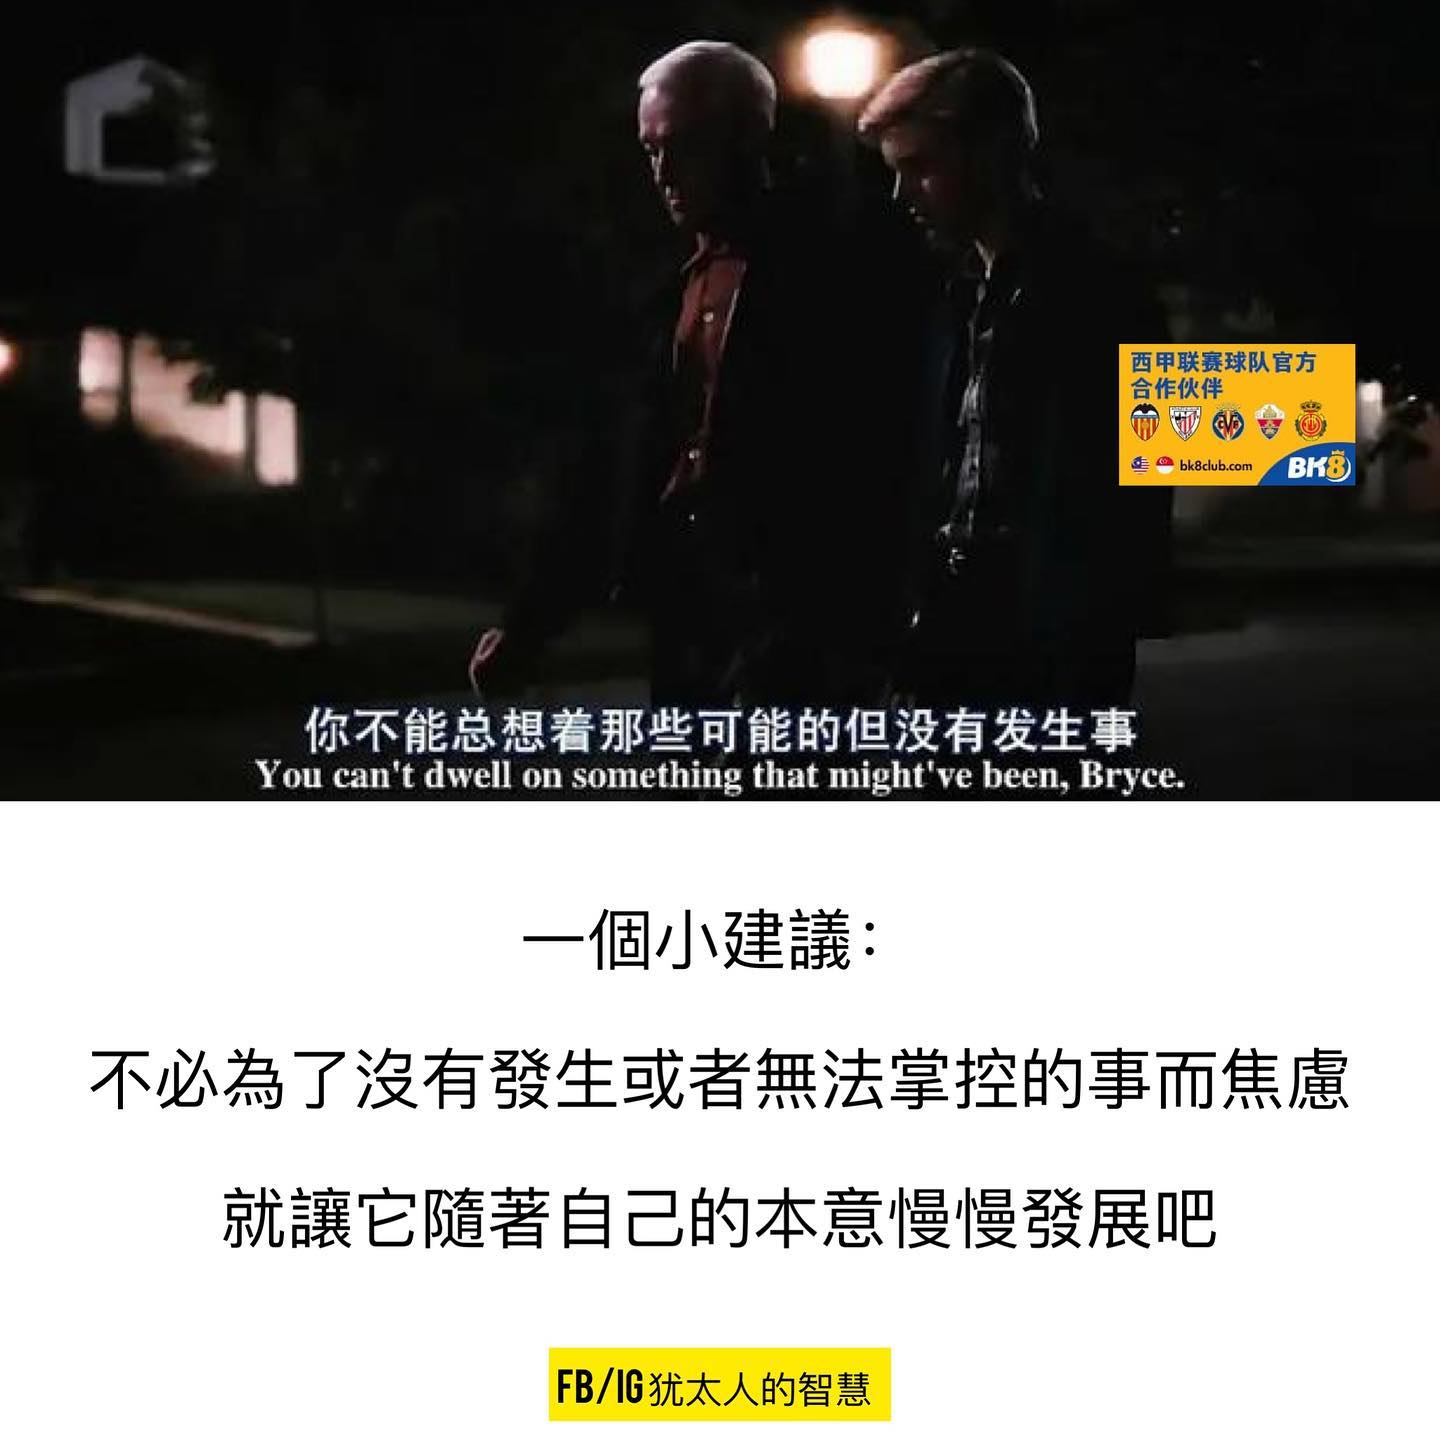 西甲联赛球队官方
合作伙伴
bk8club.com
BK8
你不能总想着那些可能的但没有发生事
You can't dwell on something that might've been, Bryce.
一個小建議：
不必為了沒有發生或者無法掌控的事而焦慮
就讓它隨著自己的本意慢慢發展吧
FB/IG犹太人的智慧